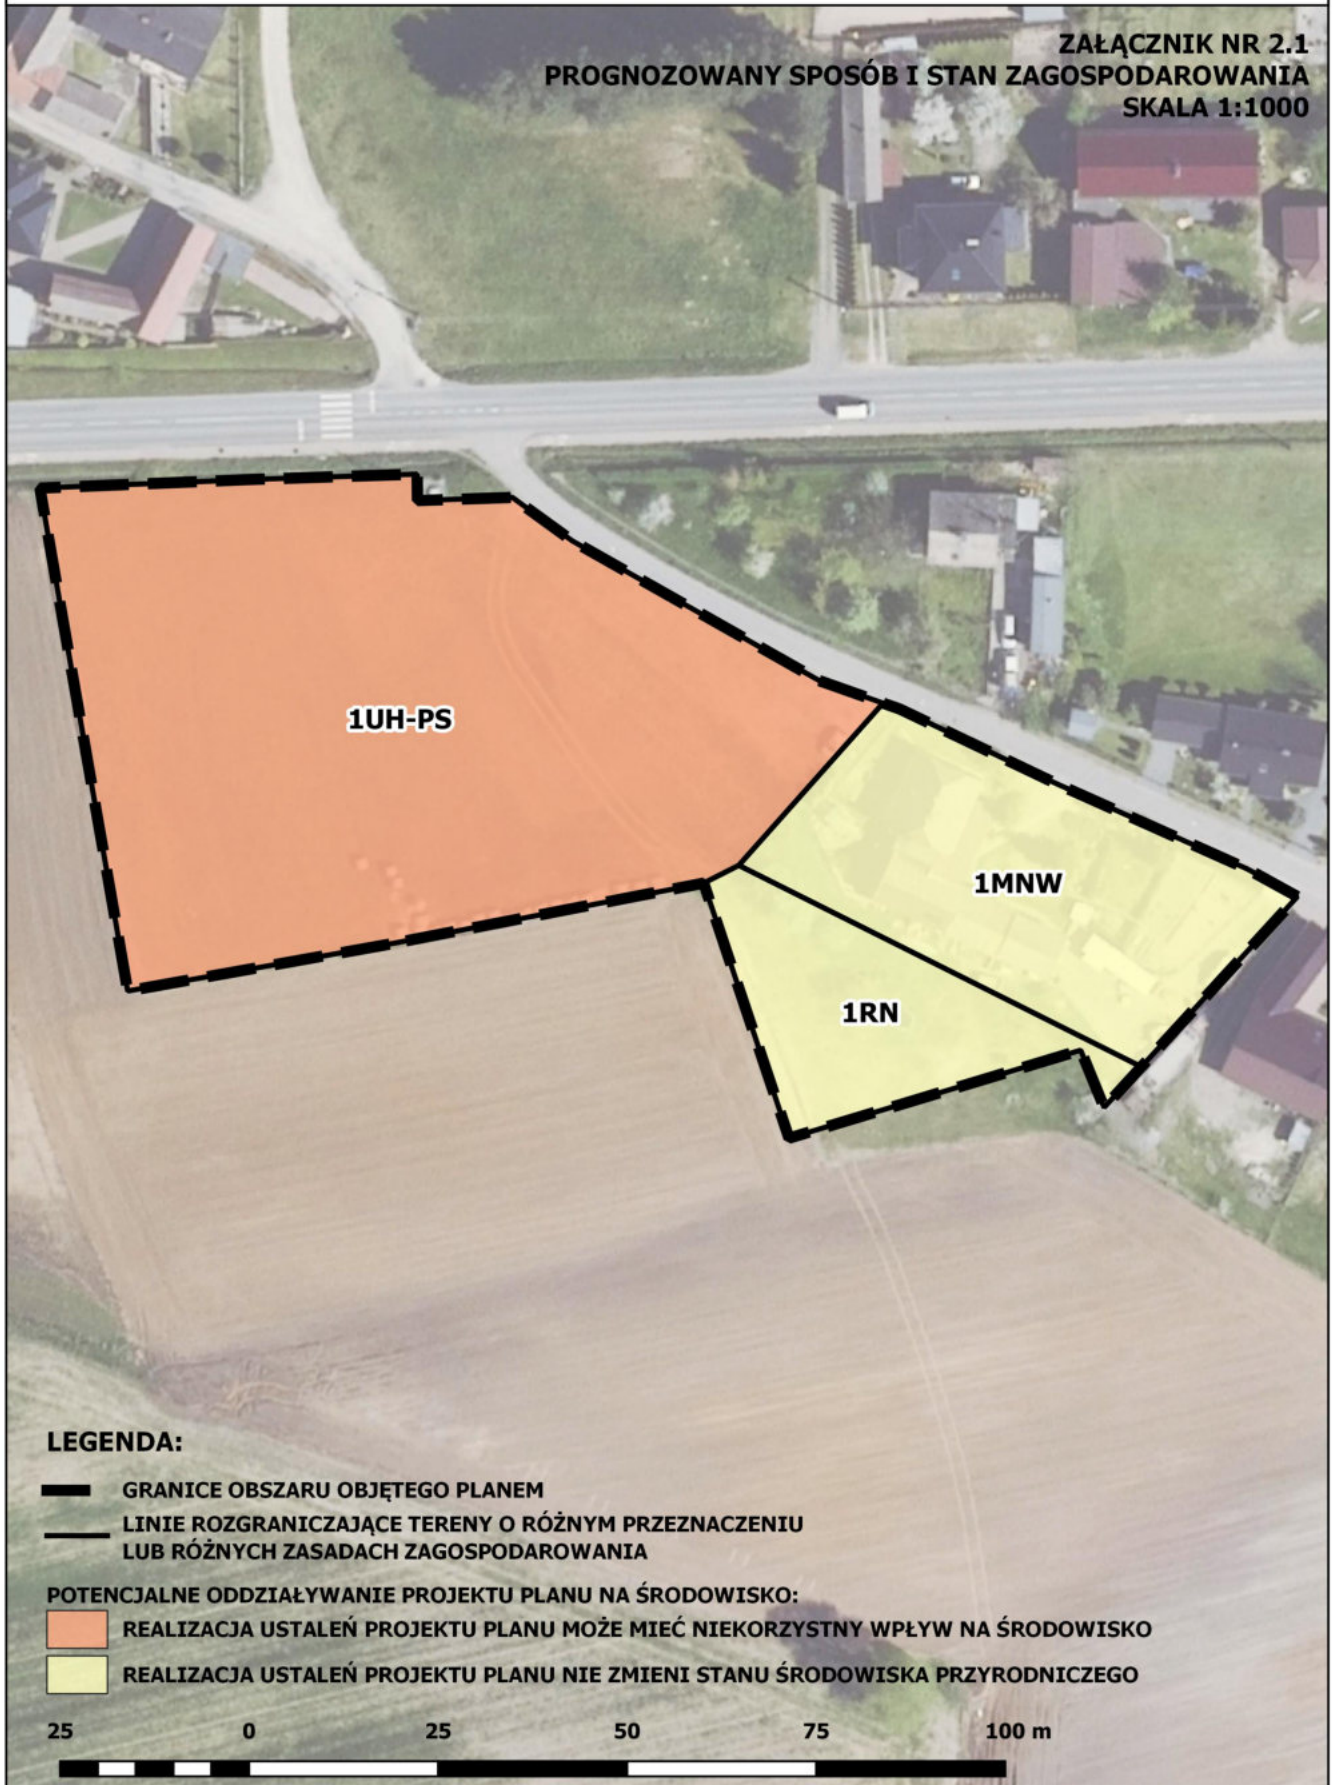 ZAŁĄCZNIK NR 2.1
PROGNOZOWANY SPOSÓB I STAN ZAGOSPODAROWANIA
SKALA 1:1000
1UH-PS
1MNW
1RN
LEGENDA:
GRANICE OBSZARU OBJĘTEGO PLANEM
LINIE ROZGRANICZAJĄCE TERENY O RÓŻNYM PRZEZNACZENIU
LUB RÓŻNYCH ZASADACH ZAGOSPODAROWANIA
POTENCJALNE ODDZIAŁYWANIE PROJEKTU PLANU NA ŚRODOWISKO:
REALIZACJA USTALEŃ PROJEKTU PLANU MOŻE MIEĆ NIEKORZYSTNY WPŁYW NA ŚRODOWISKO
REALIZACJA USTALEŃ PROJEKTU PLANU NIE ZMIENI STANU ŚRODOWISKA PRZYRODNICZEGO
25 0 25 50 75 100 m